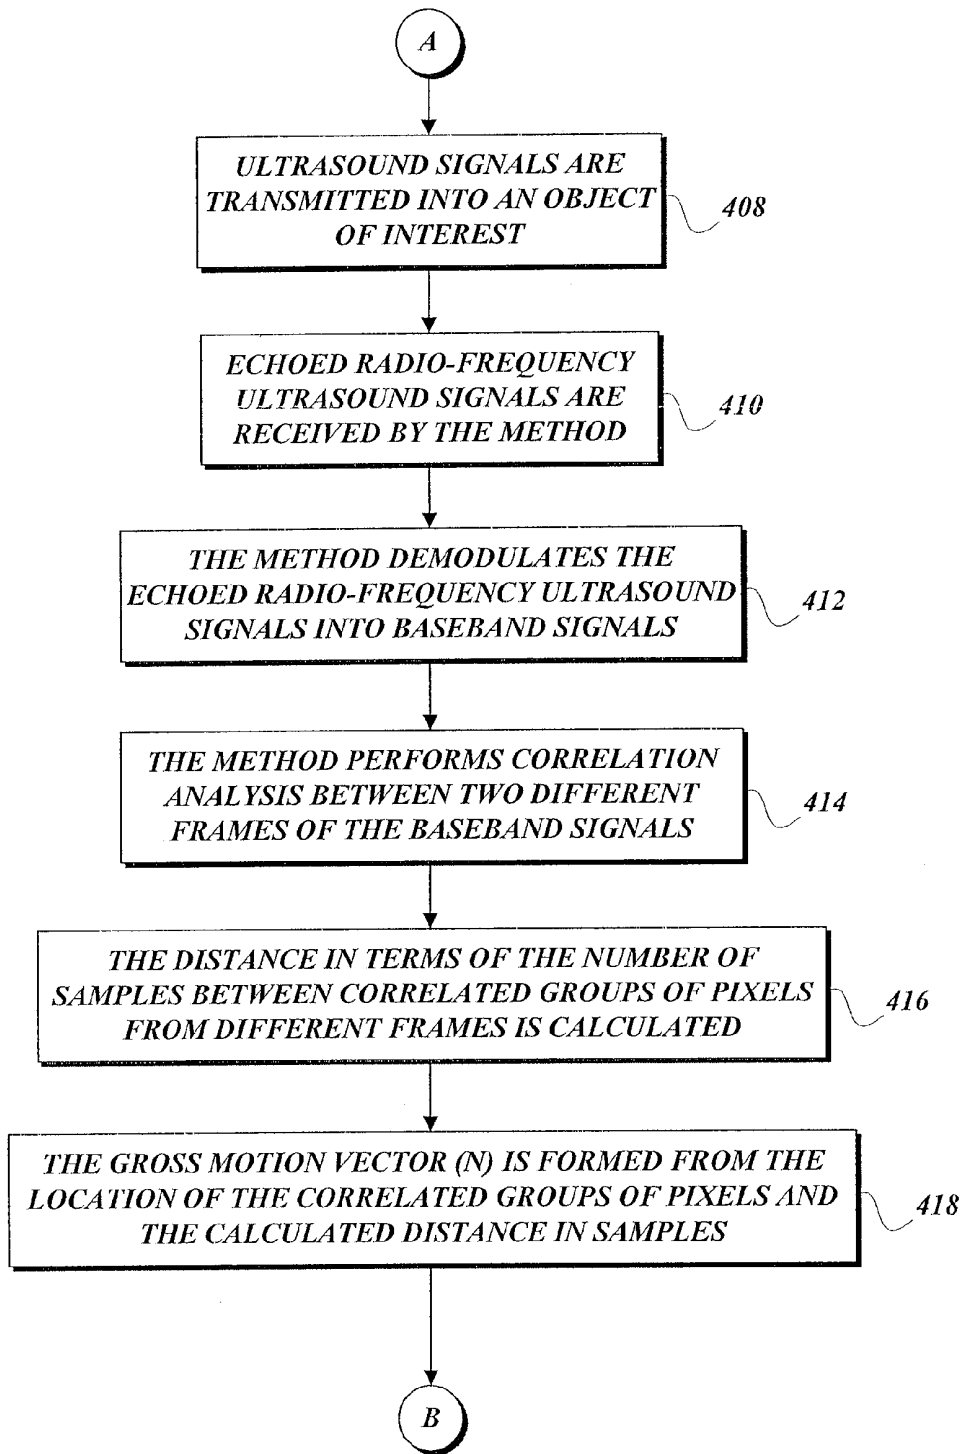 A
ULTRASOUND SIGNALS ARE
TRANSMITTED INTO AN OBJECT
OF INTEREST
408
ECHOED RADIO-FREQUENCY
ULTRASOUND SIGNALS ARE
RECEIVED BY THE METHOD
410
THE METHOD DEMODULATES THE
ECHOED RADIO-FREQUENCY ULTRASOUND
SIGNALS INTO BASEBAND SIGNALS
412
THE METHOD PERFORMS CORRELATION
ANALYSIS BETWEEN TWO DIFFERENT
FRAMES OF THE BASEBAND SIGNALS
414
THE DISTANCE IN TERMS OF THE NUMBER OF
SAMPLES BETWEEN CORRELATED GROUPS OF PIXELS
FROM DIFFERENT FRAMES IS CALCULATED
416
THE GROSS MOTION VECTOR (N) IS FORMED FROM THE
LOCATION OF THE CORRELATED GROUPS OF PIXELS AND
THE CALCULATED DISTANCE IN SAMPLES
418
B